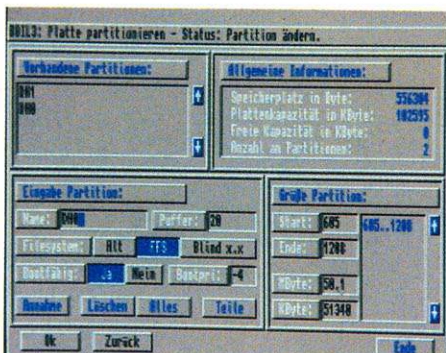 Platte partitionieren - Status: Partition ändern.
Vorhandene Partitionen:
DH1
DH0
Allgemeine Informationen:
Speicherplatz in Byte: 556304
Plattenkapazität in KByte: 102595
Freie Kapazität in KByte: 0
Anzahl an Partitionen: 2
Eingabe Partition:
Name: DH0 Puffer: 20
Filesystem: Alt FFS Blind x.x
Bootfähig: Ja Nein Bootpri: -4
Annahme Löschen Alles Teile
Größe Partition:
Start: 605 605..1208
Ende: 1208
MByte: 50.1
KByte: 51340
Ok Zurück Ende